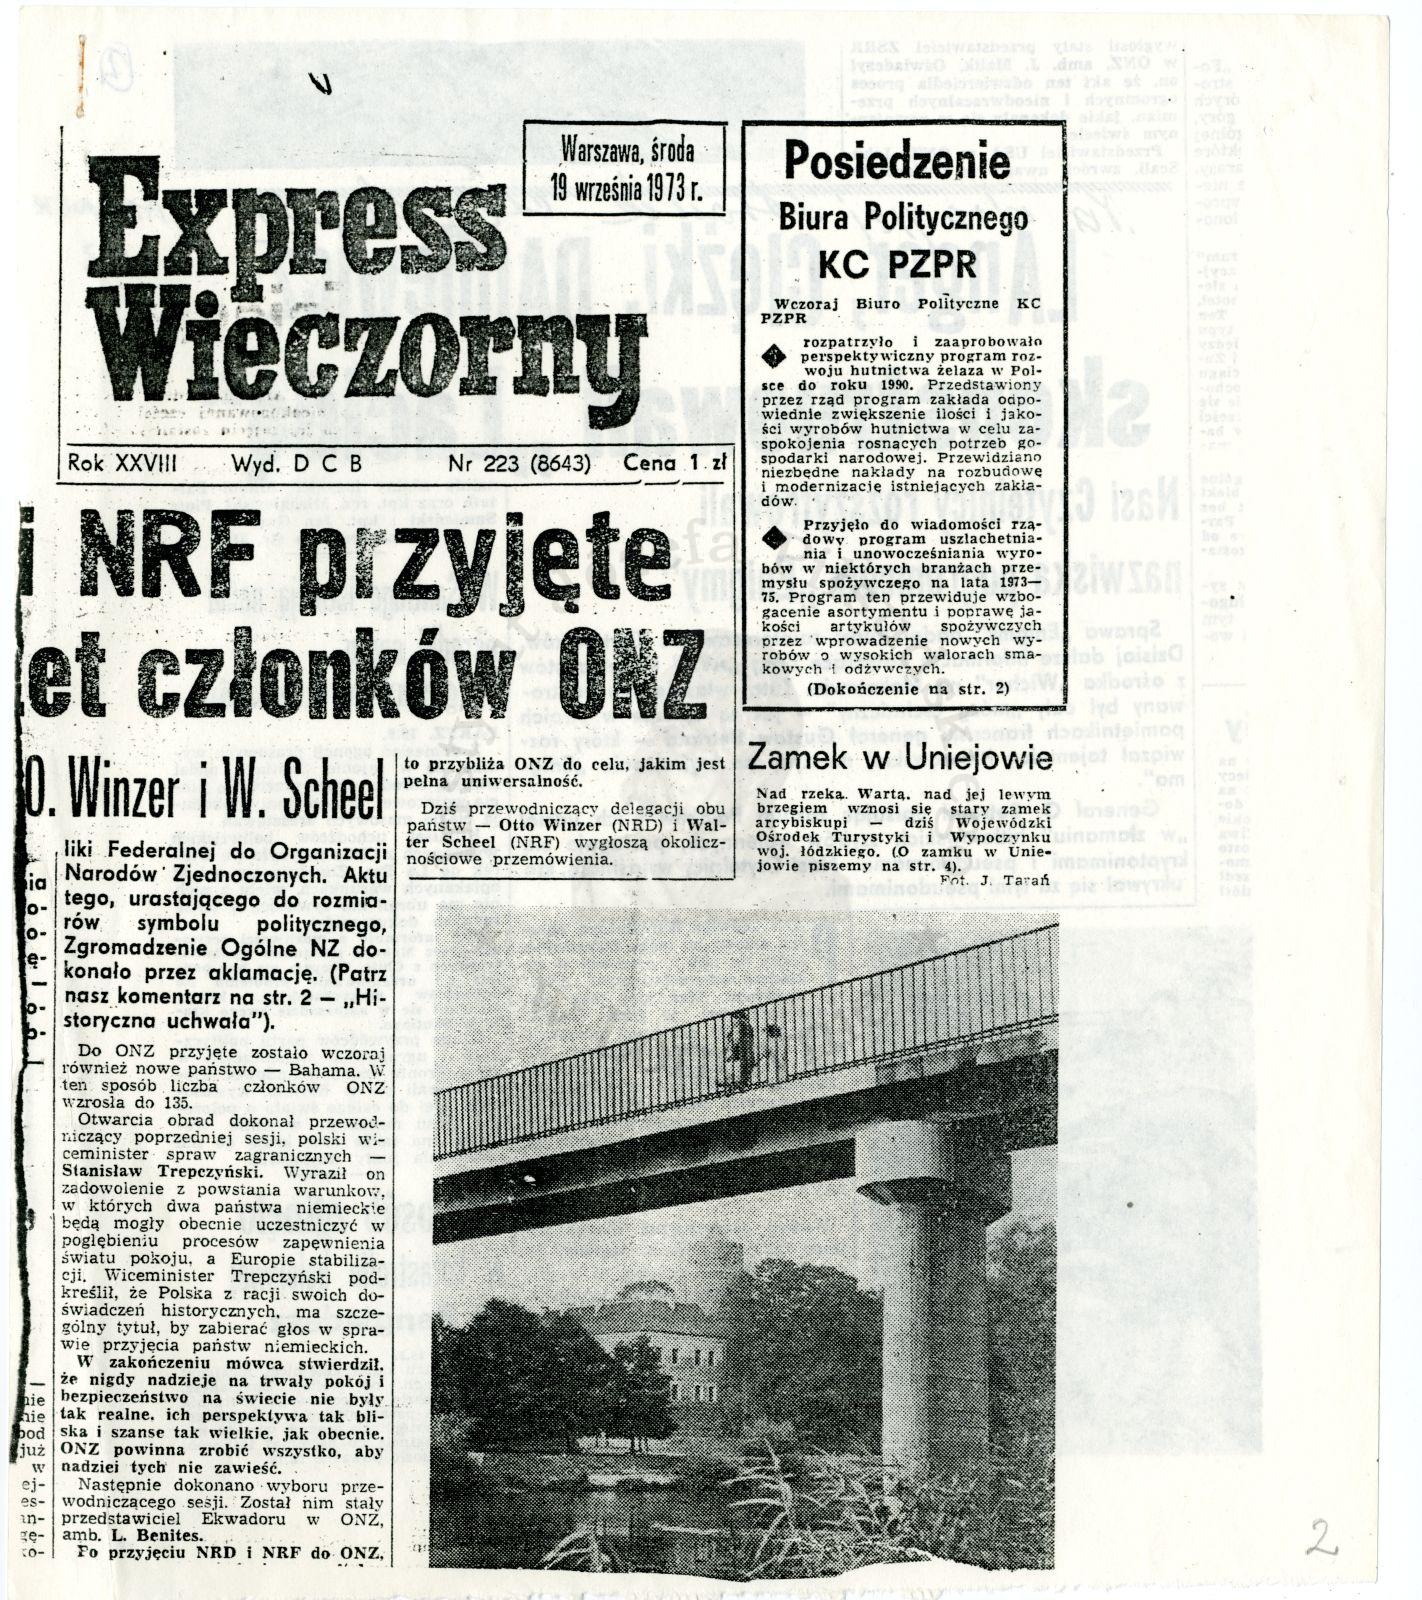 Express
Wieczorny
Warszawa, środa
19 września 1973 r.
Rok XXVIII Wyd. D C B Nr 223 (8643) Cena 1 zł
i NRF przyjęte
et członków ONZ
O. Winzer i W. Scheel
liki Federalnej do Organizacji
Narodów Zjednoczonych. Aktu
tego, urastającego do rozmia-
rów symbolu politycznego,
Zgromadzenie Ogólne NZ do-
konało przez aklamację. (Patrz
nasz komentarz na str. 2 — „Hi-
storyczna uchwała").
Do ONZ przyjęte zostało wczoraj
również nowe państwo — Bahama. W
ten sposób liczba członków ONZ
wzrosła do 135.
Otwarcia obrad dokonał przewod-
niczący poprzedniej sesji, polski wi-
ceminister spraw zagranicznych —
Stanisław Trepczyński. Wyraził on
zadowolenie z powstania warunkow,
w których dwa państwa niemieckie
będą mogły obecnie uczestniczyć w
pogłębieniu procesów zapewnienia
światu pokoju, a Europie stabiliza-
cji. Wiceminister Trepczyński pod-
kreślił, że Polska z racji swoich do-
świadczeń historycznych, ma szcze-
gólny tytuł, by zabierać głos w spra-
wie przyjęcia państw niemieckich.
W zakończeniu mówca stwierdził,
że nigdy nadzieje na trwały pokój i
bezpieczeństwo na świecie nie były
tak realne, ich perspektywa tak bli-
ska i szanse tak wielkie, jak obecnie.
ONZ powinna zrobić wszystko, aby
nadziei tych nie zawieść.
Następnie dokonano wyboru prze-
wodniczącego sesji. Został nim stały
przedstawiciel Ekwadoru w ONZ,
amb. L. Benites.
Po przyjęciu NRD i NRF do ONZ,
to przybliża ONZ do celu, jakim jest
pełna uniwersalność.
Dziś przewodniczący delegacji obu
państw — Otto Winzer (NRD) i Wal-
ter Scheel (NRF) wygłoszą okolicz-
nościowe przemówienia.
Posiedzenie
Biura Politycznego
KC PZPR
Wczoraj Biuro Polityczne KC
PZPR
rozpatrzyło i zaaprobowało
perspektywiczny program roz-
woju hutnictwa żelaza w Pol-
sce do roku 1990. Przedstawiony
przez rząd program zakłada odpo-
wiednie zwiększenie ilości i jako-
ści wyrobów hutnictwa w celu za-
spokojenia rosnących potrzeb go-
spodarki narodowej. Przewidziano
niezbędne nakłady na rozbudowę
i modernizację istniejących zakła-
dów.
Przyjęło do wiadomości rzą-
dowy program uszlachetnia-
nia i unowocześniania wyro-
bów w niektórych branżach prze-
mysłu spożywczego na lata 1973—
75. Program ten przewiduje wzbo-
gacenie asortymentu i poprawę ja-
kości artykułów spożywczych
przez wprowadzenie nowych wy-
robów o wysokich walorach sma-
kowych i odżywczych.
(Dokończenie na str. 2)
Zamek w Uniejowie
Nad rzeką Wartą, nad jej lewym
brzegiem wznosi się stary zamek
arcybiskupi — dziś Wojewódzki
Ośrodek Turystyki i Wypoczynku
woj. łódzkiego. (O zamku w Unie-
jowie piszemy na str. 4).
Fot. J. Tarań
2